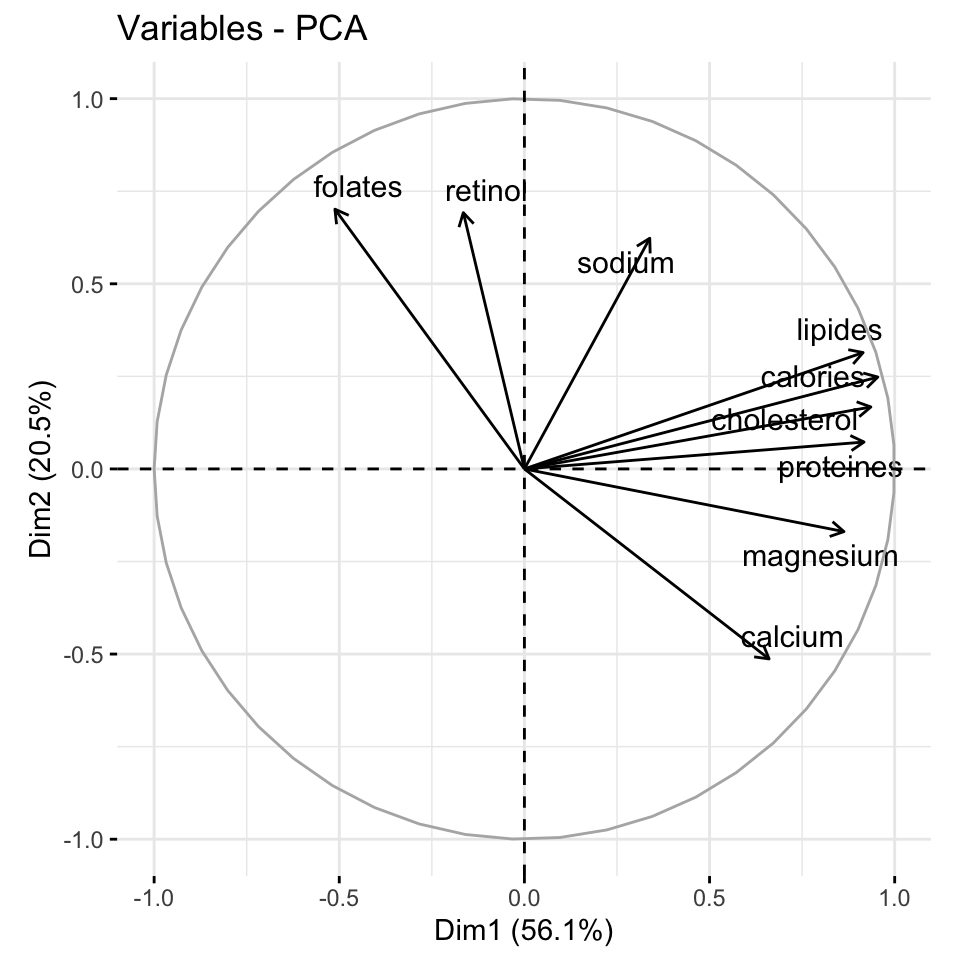 Variables - PCA
1.0
folates
retinol
sodium
0.5
lipides
calories
cholesterol
proteines
0.0
magnesium
calcium
-0.5
-1.0
-1.0
-0.5
0.0
0.5
1.0
Dim1 (56.1%)
Dim2 (20.5%)